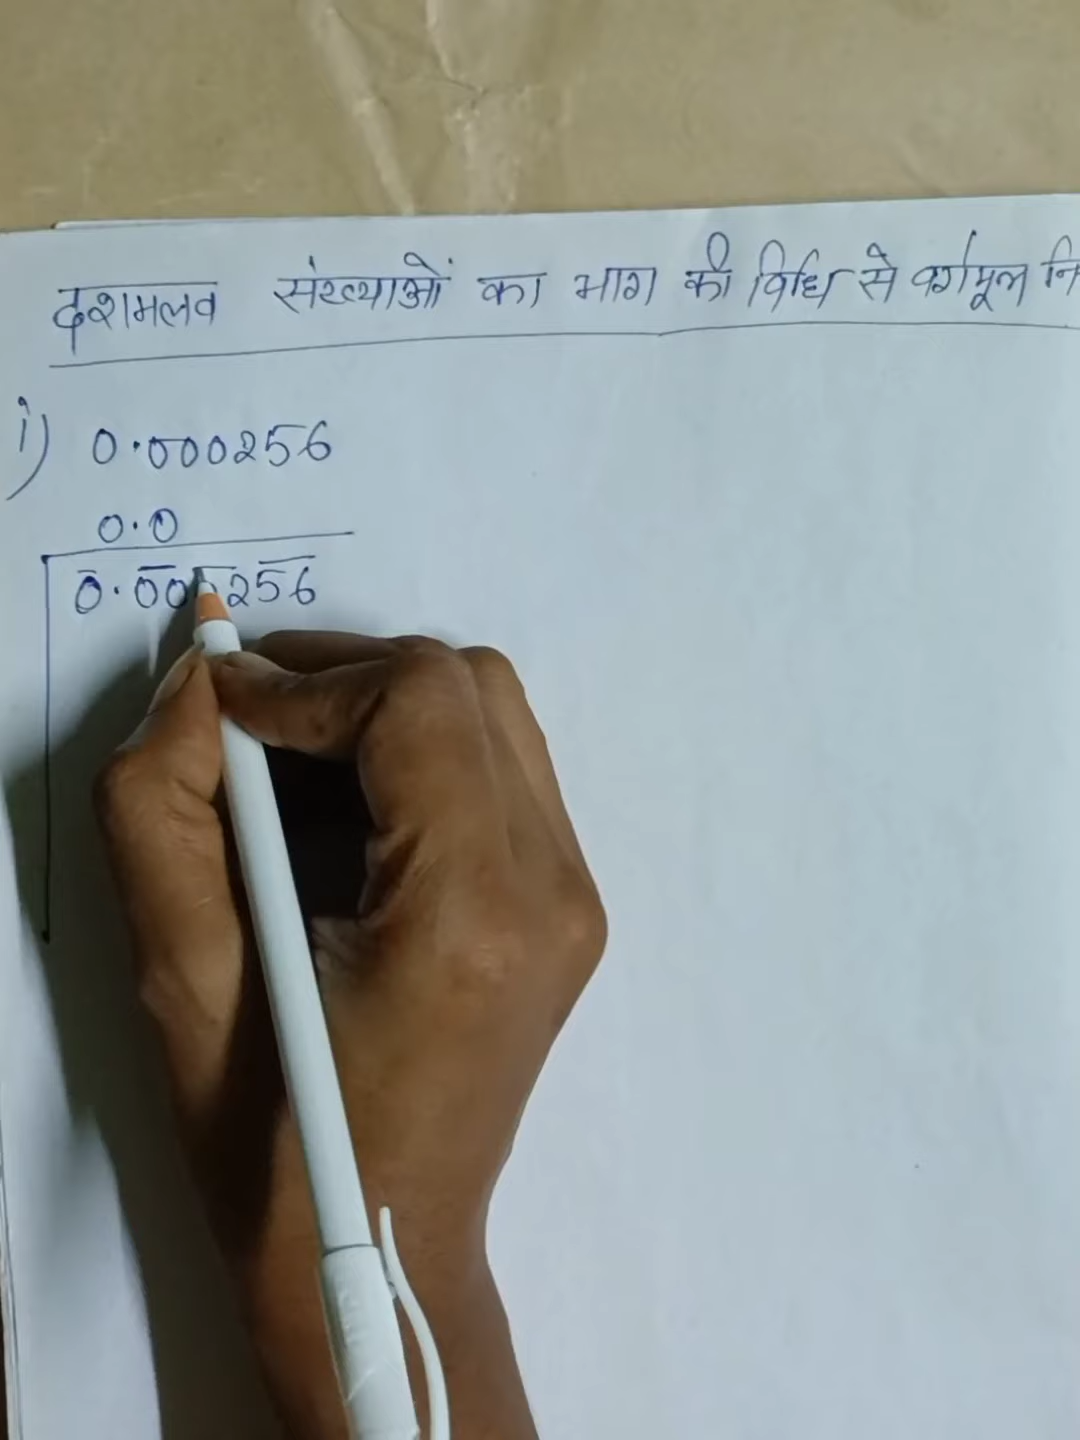 दशमलव संख्याओं का भाग की विधि से वर्गमूल नि
i) 0.000256
0.0
0.000256